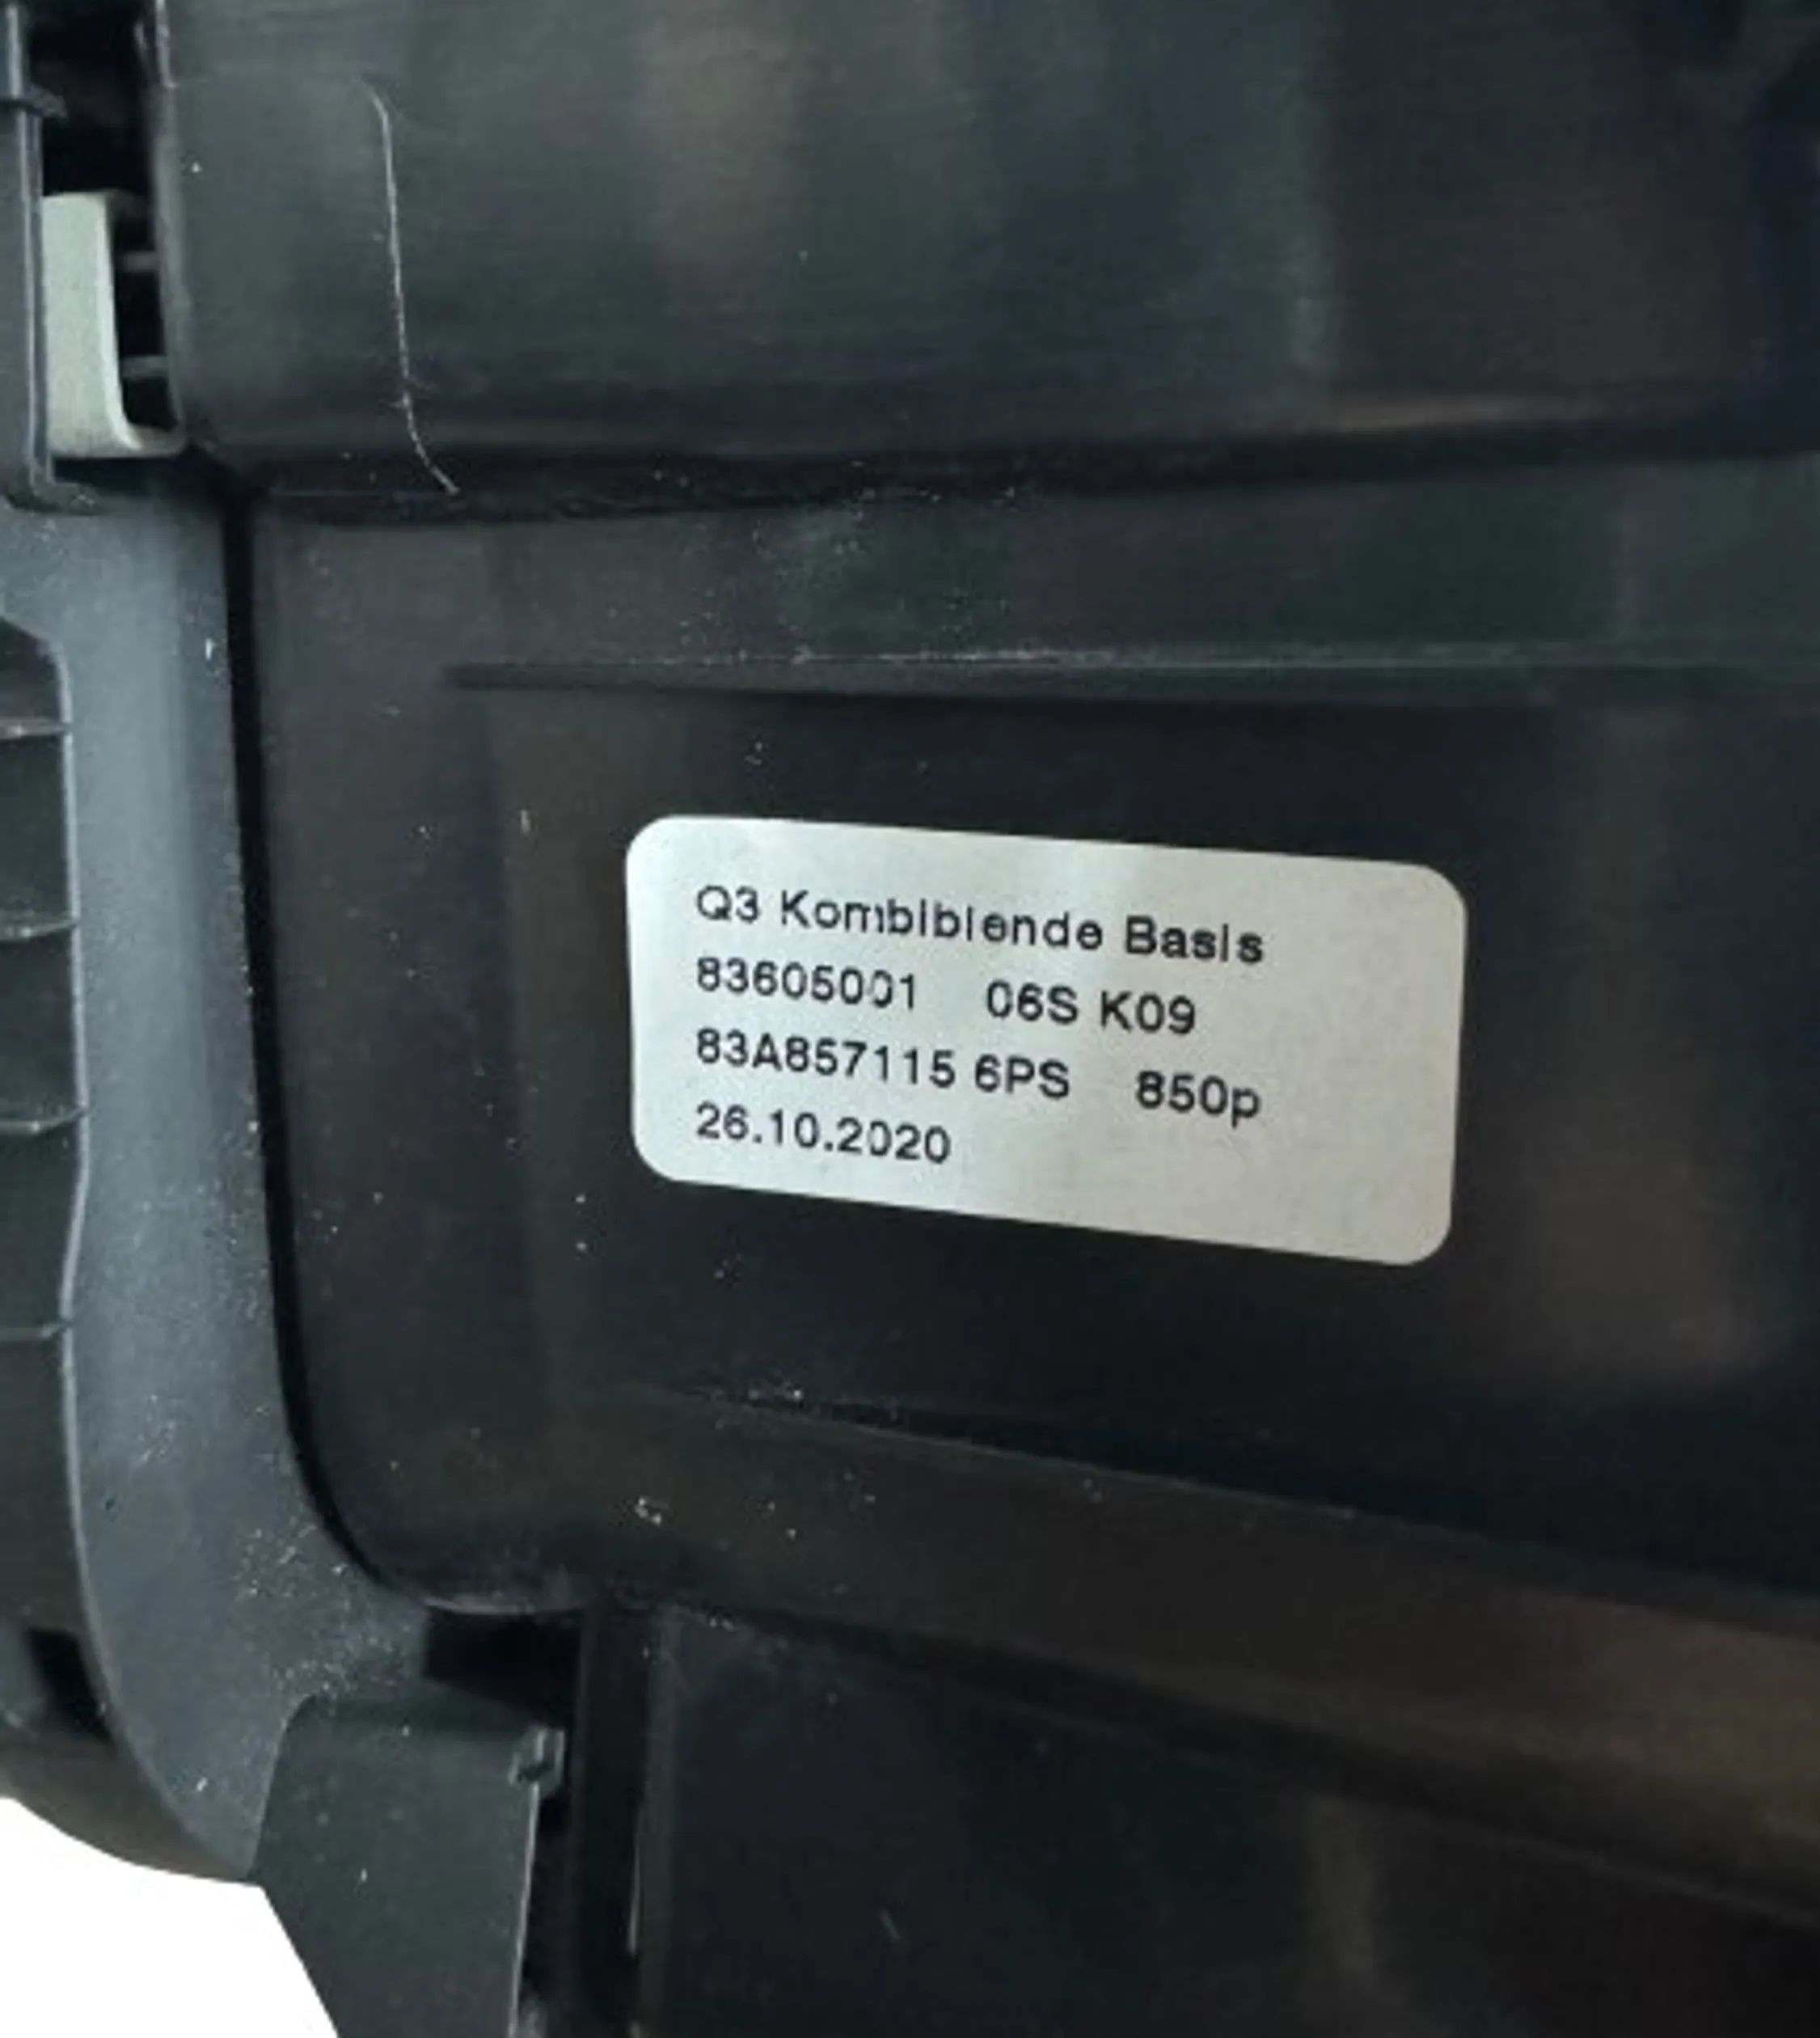 Q3 Kombiblende Basis
83605001 06S K09
83A857115 6PS 850p
26.10.2020